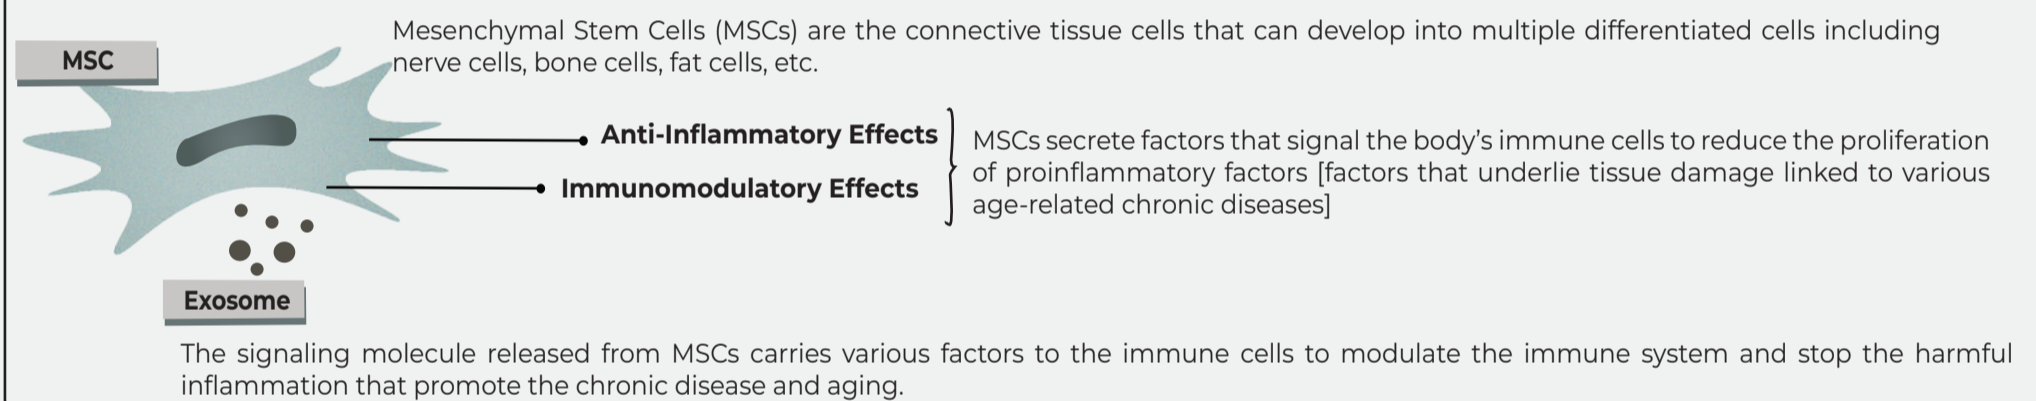 MSC
Mesenchymal Stem Cells (MSCs) are the connective tissue cells that can develop into multiple differentiated cells including
nerve cells, bone cells, fat cells, etc.
Anti-Inflammatory Effects
Immunomodulatory Effects
MSCs secrete factors that signal the body's immune cells to reduce the proliferation
of proinflammatory factors [factors that underlie tissue damage linked to various
age-related chronic diseases]
Exosome
The signaling molecule released from MSCs carries various factors to the immune cells to modulate the immune system and stop the harmful
inflammation that promote the chronic disease and aging.